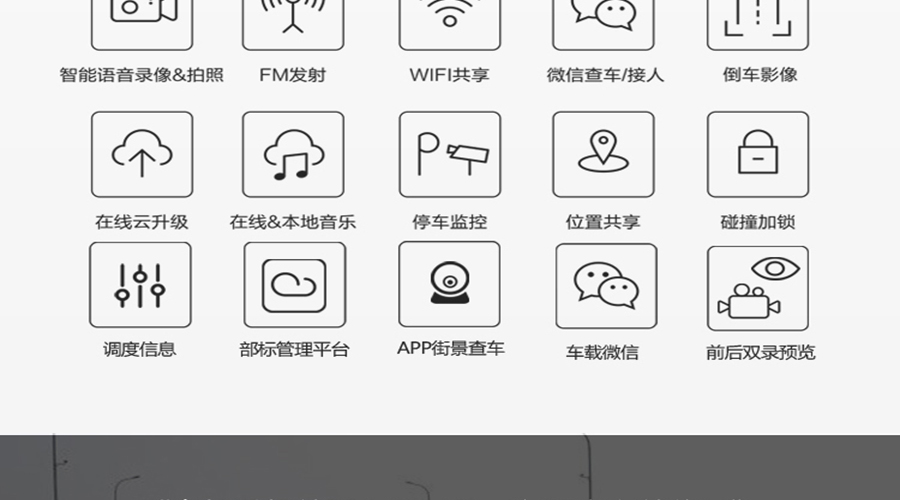 智能语音录像&拍照 FM发射 WIFI共享 微信查车/接人 倒车影像
在线云升级 在线&本地音乐 停车监控 位置共享 碰撞加锁
调度信息 部标管理平台 APP街景查车 车载微信 前后双录预览